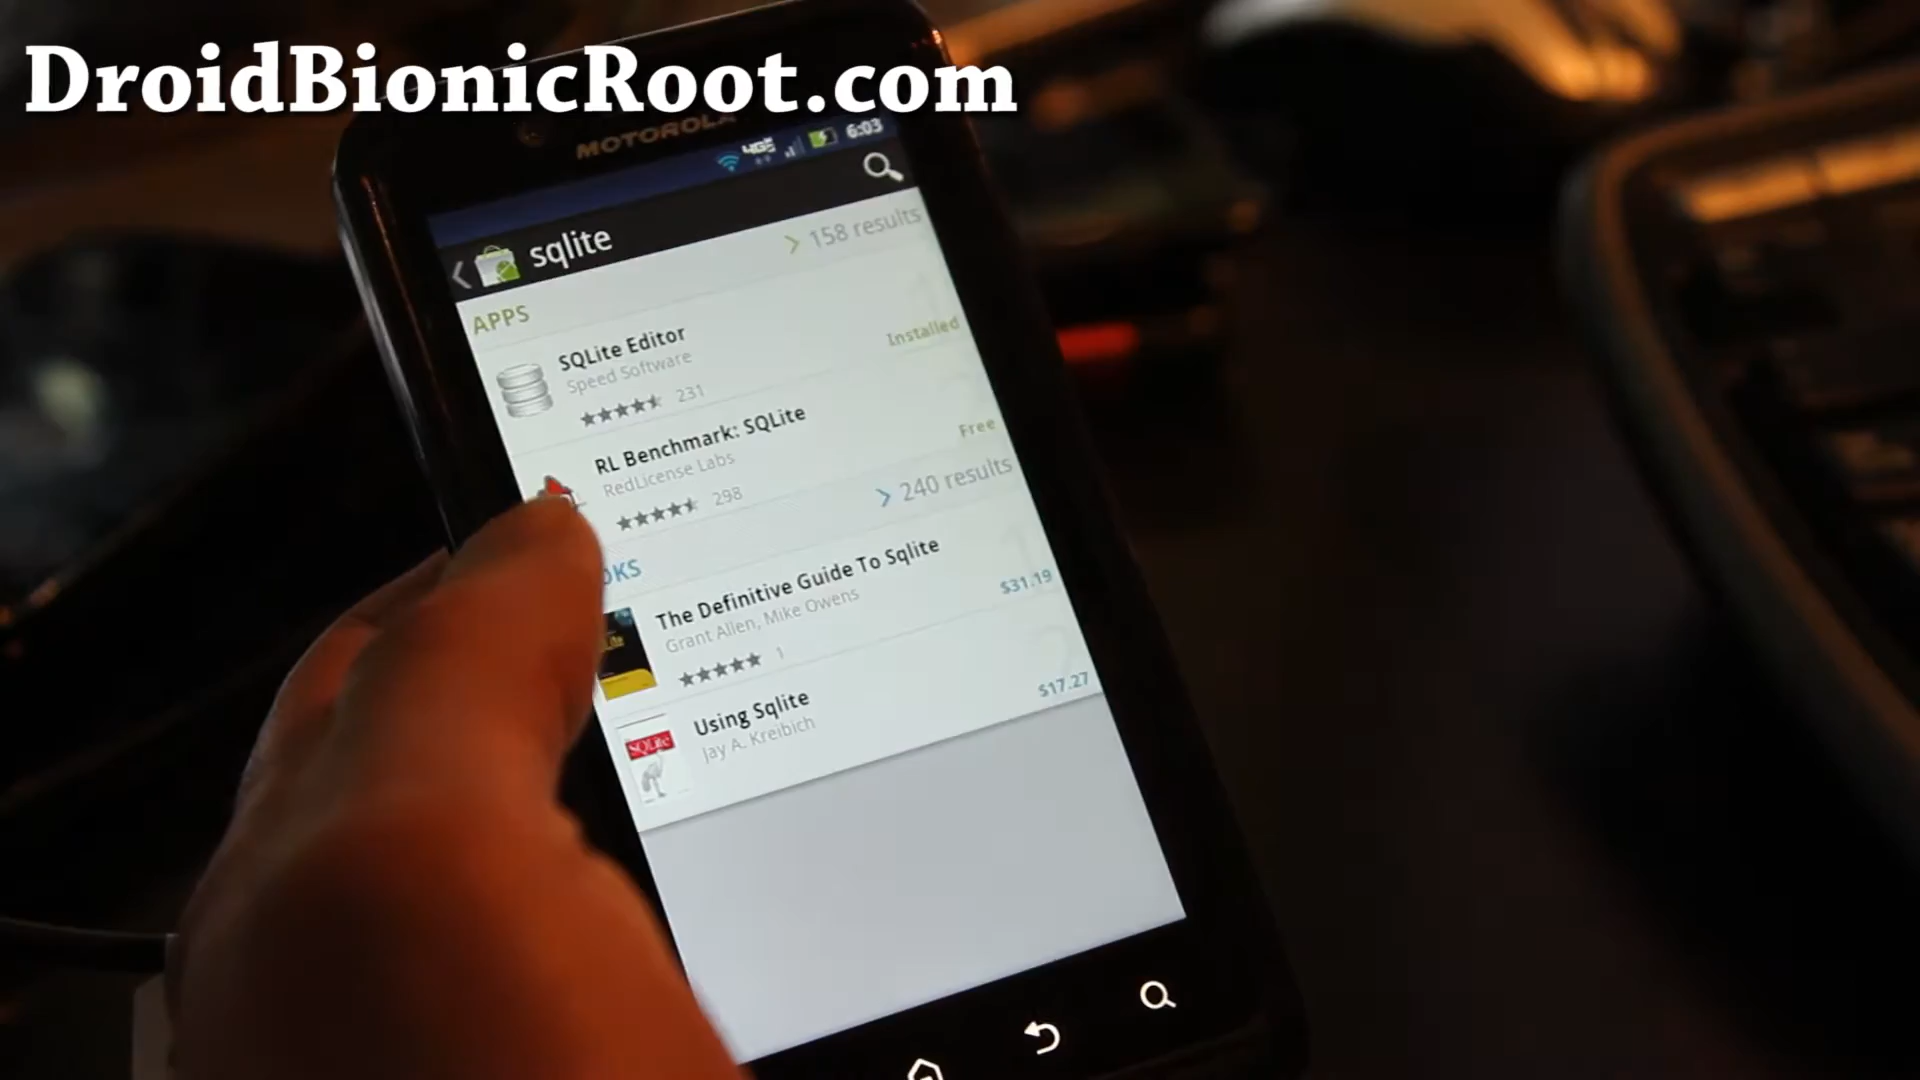 DroidBionicRoot.com
MOTOROLA
4G
6:03
sqlite
158 results
APPS
SQLite Editor
Speed Software
Installed
231
RL Benchmark: SQLite
RedLicense Labs
Free
298
OKS
240 results
The Definitive Guide To Sqlite
Grant Allen, Mike Owens
$31.19
1
Using Sqlite
Jay A. Kreibich
$17.27
SQLite